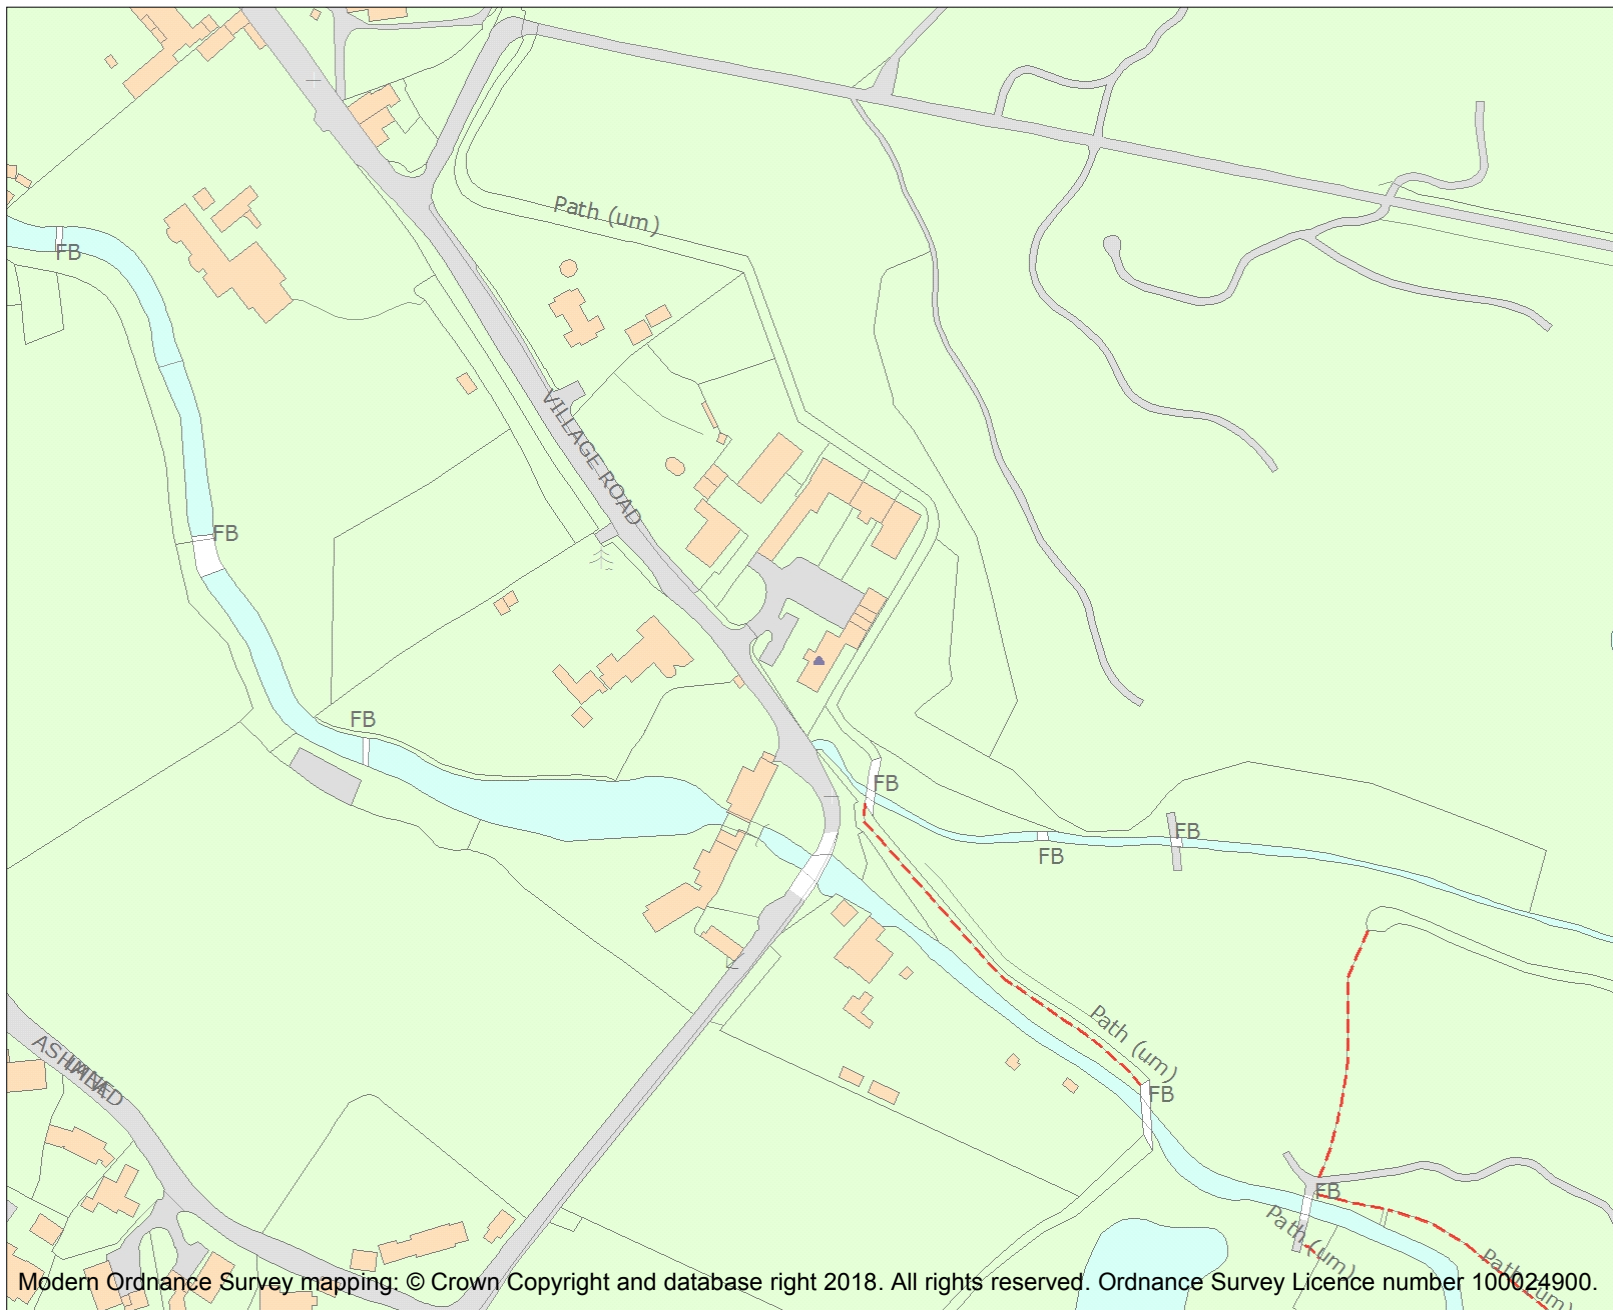 Path (um)
FB
VILLAGE ROAD
FB
FB
FB
FB
FB
Path (um)
ASHLAND
FB
FB
Path (um)
Path (um)
Modern Ordnance Survey mapping: © Crown Copyright and database right 2018. All rights reserved. Ordnance Survey Licence number 100024900.